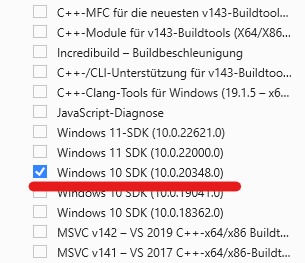 C++-MFC für die neuesten v143-Buildtool...
C++-Module für v143-Buildtools (X64/X86...
Incredibuild – Buildbeschleunigung
C++-/CLI-Unterstützung für v143-Buildtoo...
C++-Clang-Tools für Windows (19.1.5 – x6...
JavaScript-Diagnose
Windows 11-SDK (10.0.22621.0)
Windows 11 SDK (10.0.22000.0)
Windows 10 SDK (10.0.20348.0)
Windows 10 SDK (10.0.19041.0)
Windows 10 SDK (10.0.18362.0)
MSVC v142 – VS 2019 C++-x64/x86 Buildt...
MSVC v141 – VS 2017 C++-x64/x86-Buildt...